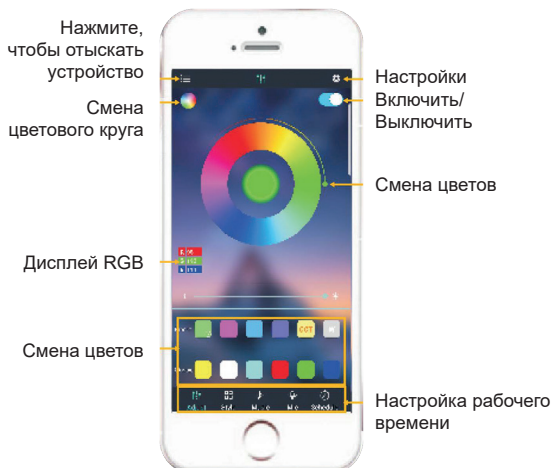 Нажмите,
чтобы отыскать
устройство
Смена
цветового круга
Дисплей RGB
Смена цветов
Настройки
Включить/
Выключить
Смена цветов
Настройка рабочего
времени
CCT